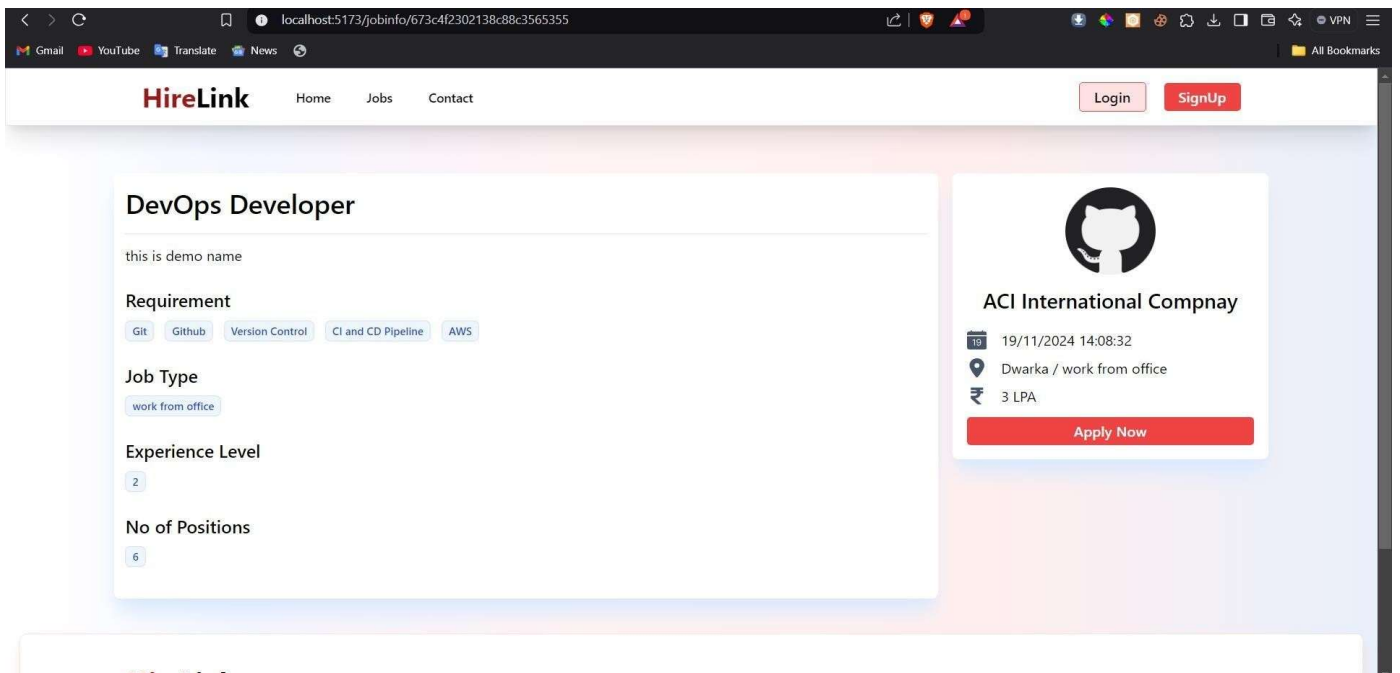 localhost:5173/jobinfo/673c4f2302138c88c3565355
VPN
Gmail YouTube Translate News All Bookmarks
HireLink Home Jobs Contact Login SignUp
DevOps Developer
this is demo name
Requirement
Git Github Version Control CI and CD Pipeline AWS
Job Type
work from office
Experience Level
2
No of Positions
6
ACI International Compnay
19 19/11/2024 14:08:32
Dwarka / work from office
₹ 3 LPA
Apply Now